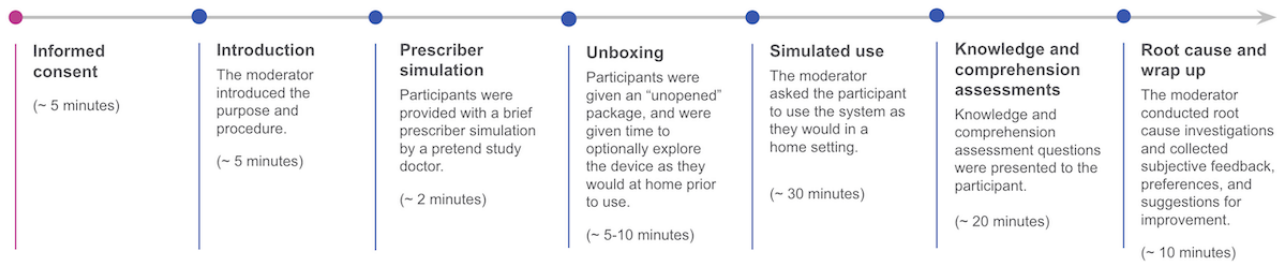 Informed
consent
(~ 5 minutes)
Introduction
The moderator
introduced the
purpose and
procedure.
(~ 5 minutes)
Prescriber
simulation
Participants were
provided with a brief
prescriber simulation
by a pretend study
doctor.
(~ 2 minutes)
Unboxing
Participants were
given an “unopened”
package, and were
given time to
optionally explore
the device as they
would at home prior
to use.
(~ 5-10 minutes)
Simulated use
The moderator
asked the participant
to use the system as
they would in a
home setting.
(~ 30 minutes)
Knowledge and
comprehension
assessments
Knowledge and
comprehension
assessment questions
were presented to the
participant.
(~ 20 minutes)
Root cause and
wrap up
The moderator
conducted root
cause investigations
and collected
subjective feedback,
preferences, and
suggestions for
improvement.
(~ 10 minutes)